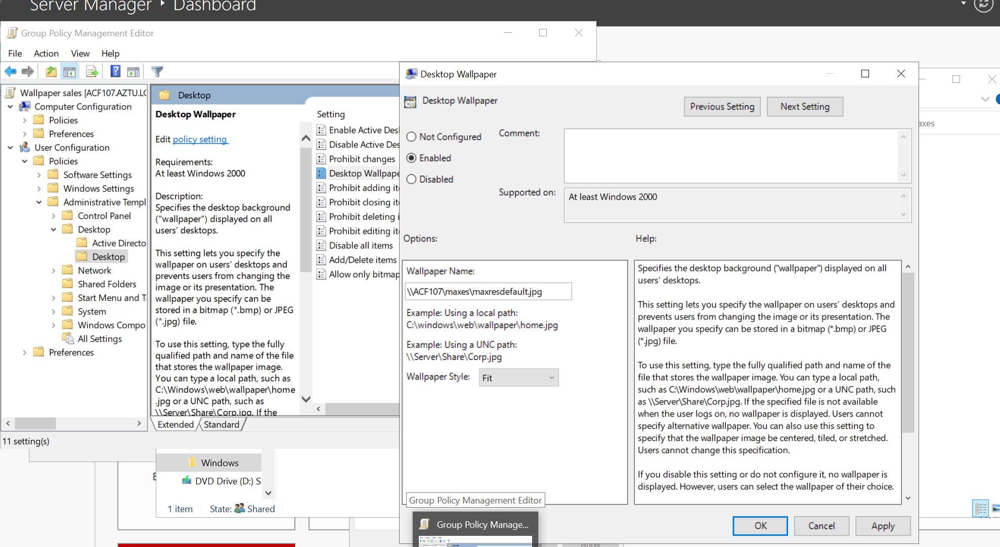 Server Manager ‣ Dashboard
Group Policy Management Editor
File Action View Help
Wallpaper sales [ACF107.AZTU.LO
Computer Configuration
Policies
Preferences
User Configuration
Policies
Software Settings
Windows Settings
Administrative Templ
Control Panel
Desktop
Active Directo
Desktop
Network
Shared Folders
Start Menu and T
System
Windows Compo
All Settings
Preferences
Desktop
Desktop Wallpaper
Edit policy setting
Requirements:
At least Windows 2000
Description:
Specifies the desktop background
("wallpaper") displayed on all
users' desktops.
This setting lets you specify the
wallpaper on users' desktops and
prevents users from changing the
image or its presentation. The
wallpaper you specify can be
stored in a bitmap (*.bmp) or JPEG
(*.jpg) file.
To use this setting, type the fully
qualified path and name of the file
that stores the wallpaper image.
You can type a local path, such as
C:\Windows\web\wallpaper\home
.jpg or a UNC path, such as
\\Server\Share\Corp.jpg. If the
Setting
Enable Active Desl
Disable Active Des
Prohibit changes
Desktop Wallpape
Prohibit adding ite
Prohibit closing ite
Prohibit deleting i
Prohibit editing ite
Disable all items
Add/Delete items
Allow only bitmap
Extended Standard
11 setting(s)
Windows
DVD Drive (D:) S
1 item State: Shared
Desktop Wallpaper
Desktop Wallpaper
Previous Setting Next Setting
Not Configured
Enabled
Disabled
Comment:
Supported on:
At least Windows 2000
Options:
Help:
Wallpaper Name:
\\ACF107\maxes\maxresdefault.jpg
Example: Using a local path:
C:\windows\web\wallpaper\home.jpg
Example: Using a UNC path:
\\Server\Share\Corp.jpg
Wallpaper Style: Fit
Specifies the desktop background ("wallpaper") displayed on all
users' desktops.
This setting lets you specify the wallpaper on users' desktops and
prevents users from changing the image or its presentation. The
wallpaper you specify can be stored in a bitmap (*.bmp) or JPEG
(*.jpg) file.
To use this setting, type the fully qualified path and name of the
file that stores the wallpaper image. You can type a local path,
such as C:\Windows\web\wallpaper\home.jpg or a UNC path, such
as \\Server\Share\Corp.jpg. If the specified file is not available
when the user logs on, no wallpaper is displayed. Users cannot
specify alternative wallpaper. You can also use this setting to
specify that the wallpaper image be centered, tiled, or stretched.
Users cannot change this specification.
If you disable this setting or do not configure it, no wallpaper is
displayed. However, users can select the wallpaper of their choice.
OK Cancel Apply
Group Policy Management Editor
Group Policy Manage...
axes
Apply